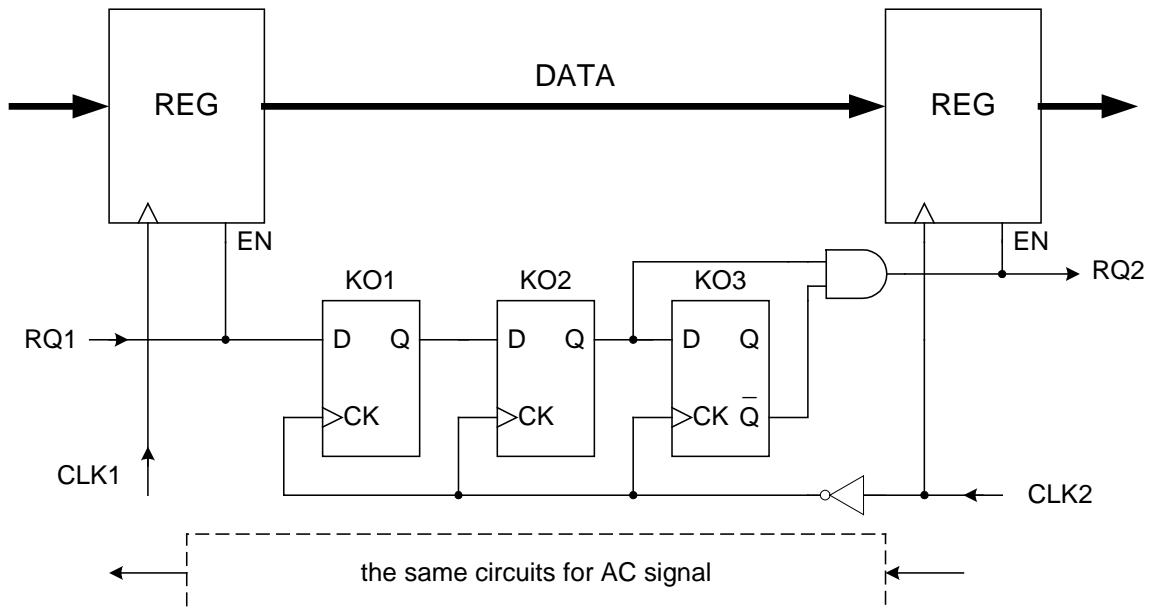 DATA
REG
REG
EN
EN
KO1
KO2
KO3
RQ2
RQ1
D Q
D Q
D Q
CK
CK
CK Q̅
CLK1
CLK2
the same circuits for AC signal